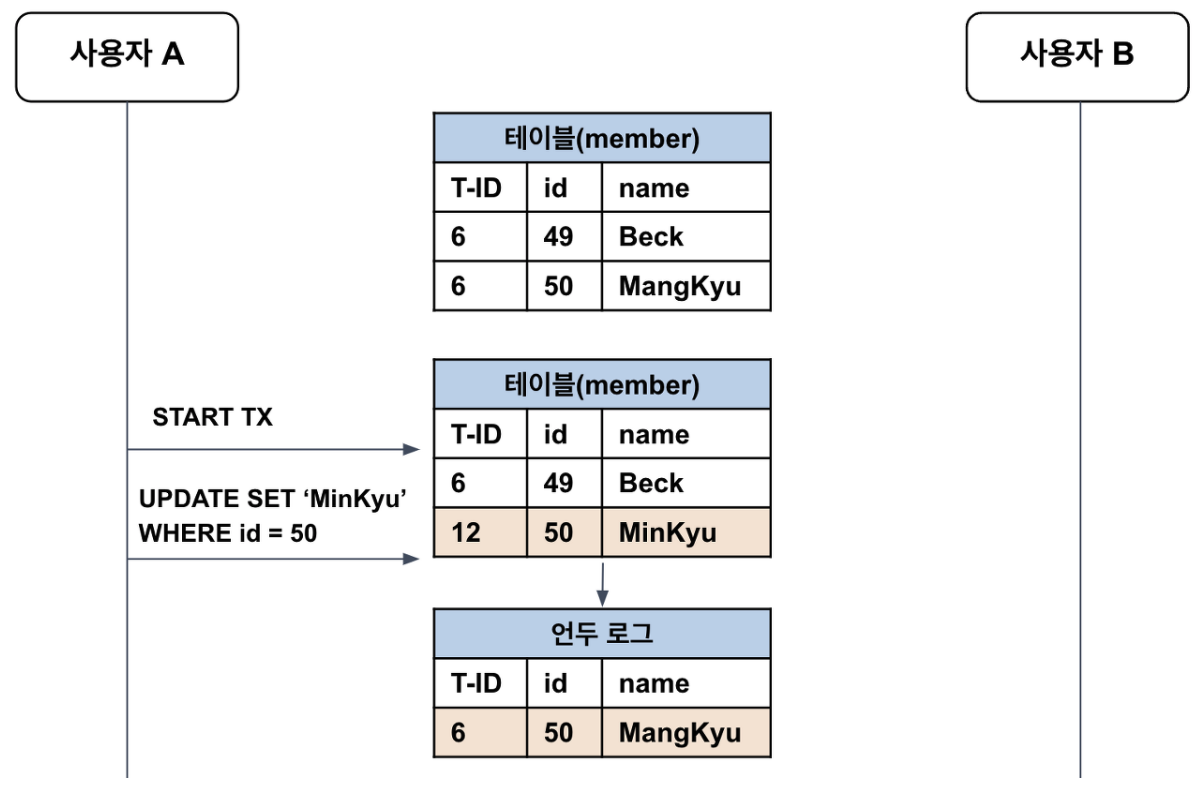 사용자 A
사용자 B
테이블(member)
T-ID id name
6 49 Beck
6 50 MangKyu
START TX
UPDATE SET ‘MinKyu’
WHERE id = 50
테이블(member)
T-ID id name
6 49 Beck
12 50 MinKyu
언두 로그
T-ID id name
6 50 MangKyu